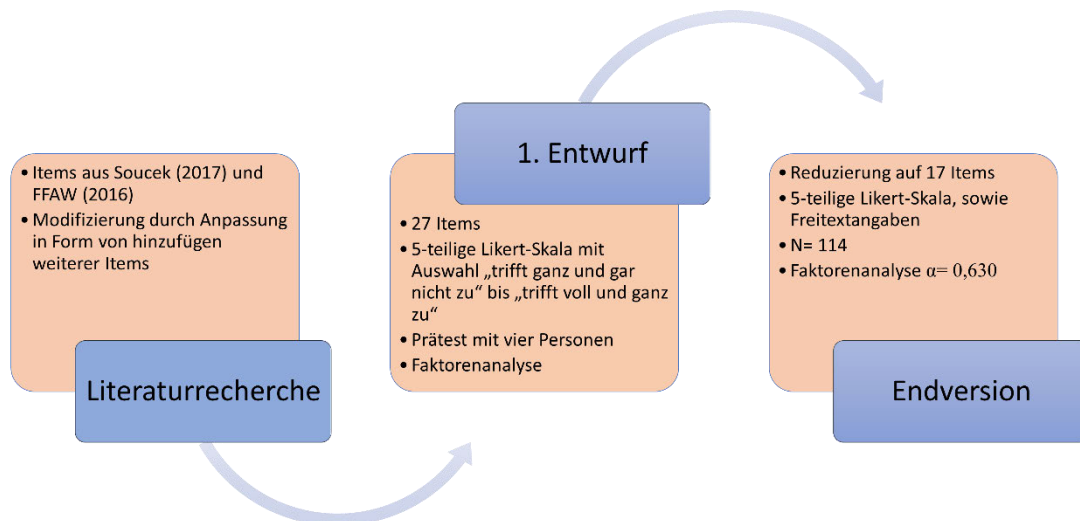 • Items aus Soucek (2017) und
FFAW (2016)
• Modifizierung durch Anpassung
in Form von hinzufügen
weiterer Items
Literaturrecherche
1. Entwurf
• 27 Items
• 5-teilige Likert-Skala mit
Auswahl „trifft ganz und gar
nicht zu“ bis „trifft voll und ganz
zu“
• Prätest mit vier Personen
• Faktorenanalyse
• Reduzierung auf 17 Items
• 5-teilige Likert-Skala, sowie
Freitextangaben
• N= 114
• Faktorenanalyse α= 0,630
Endversion